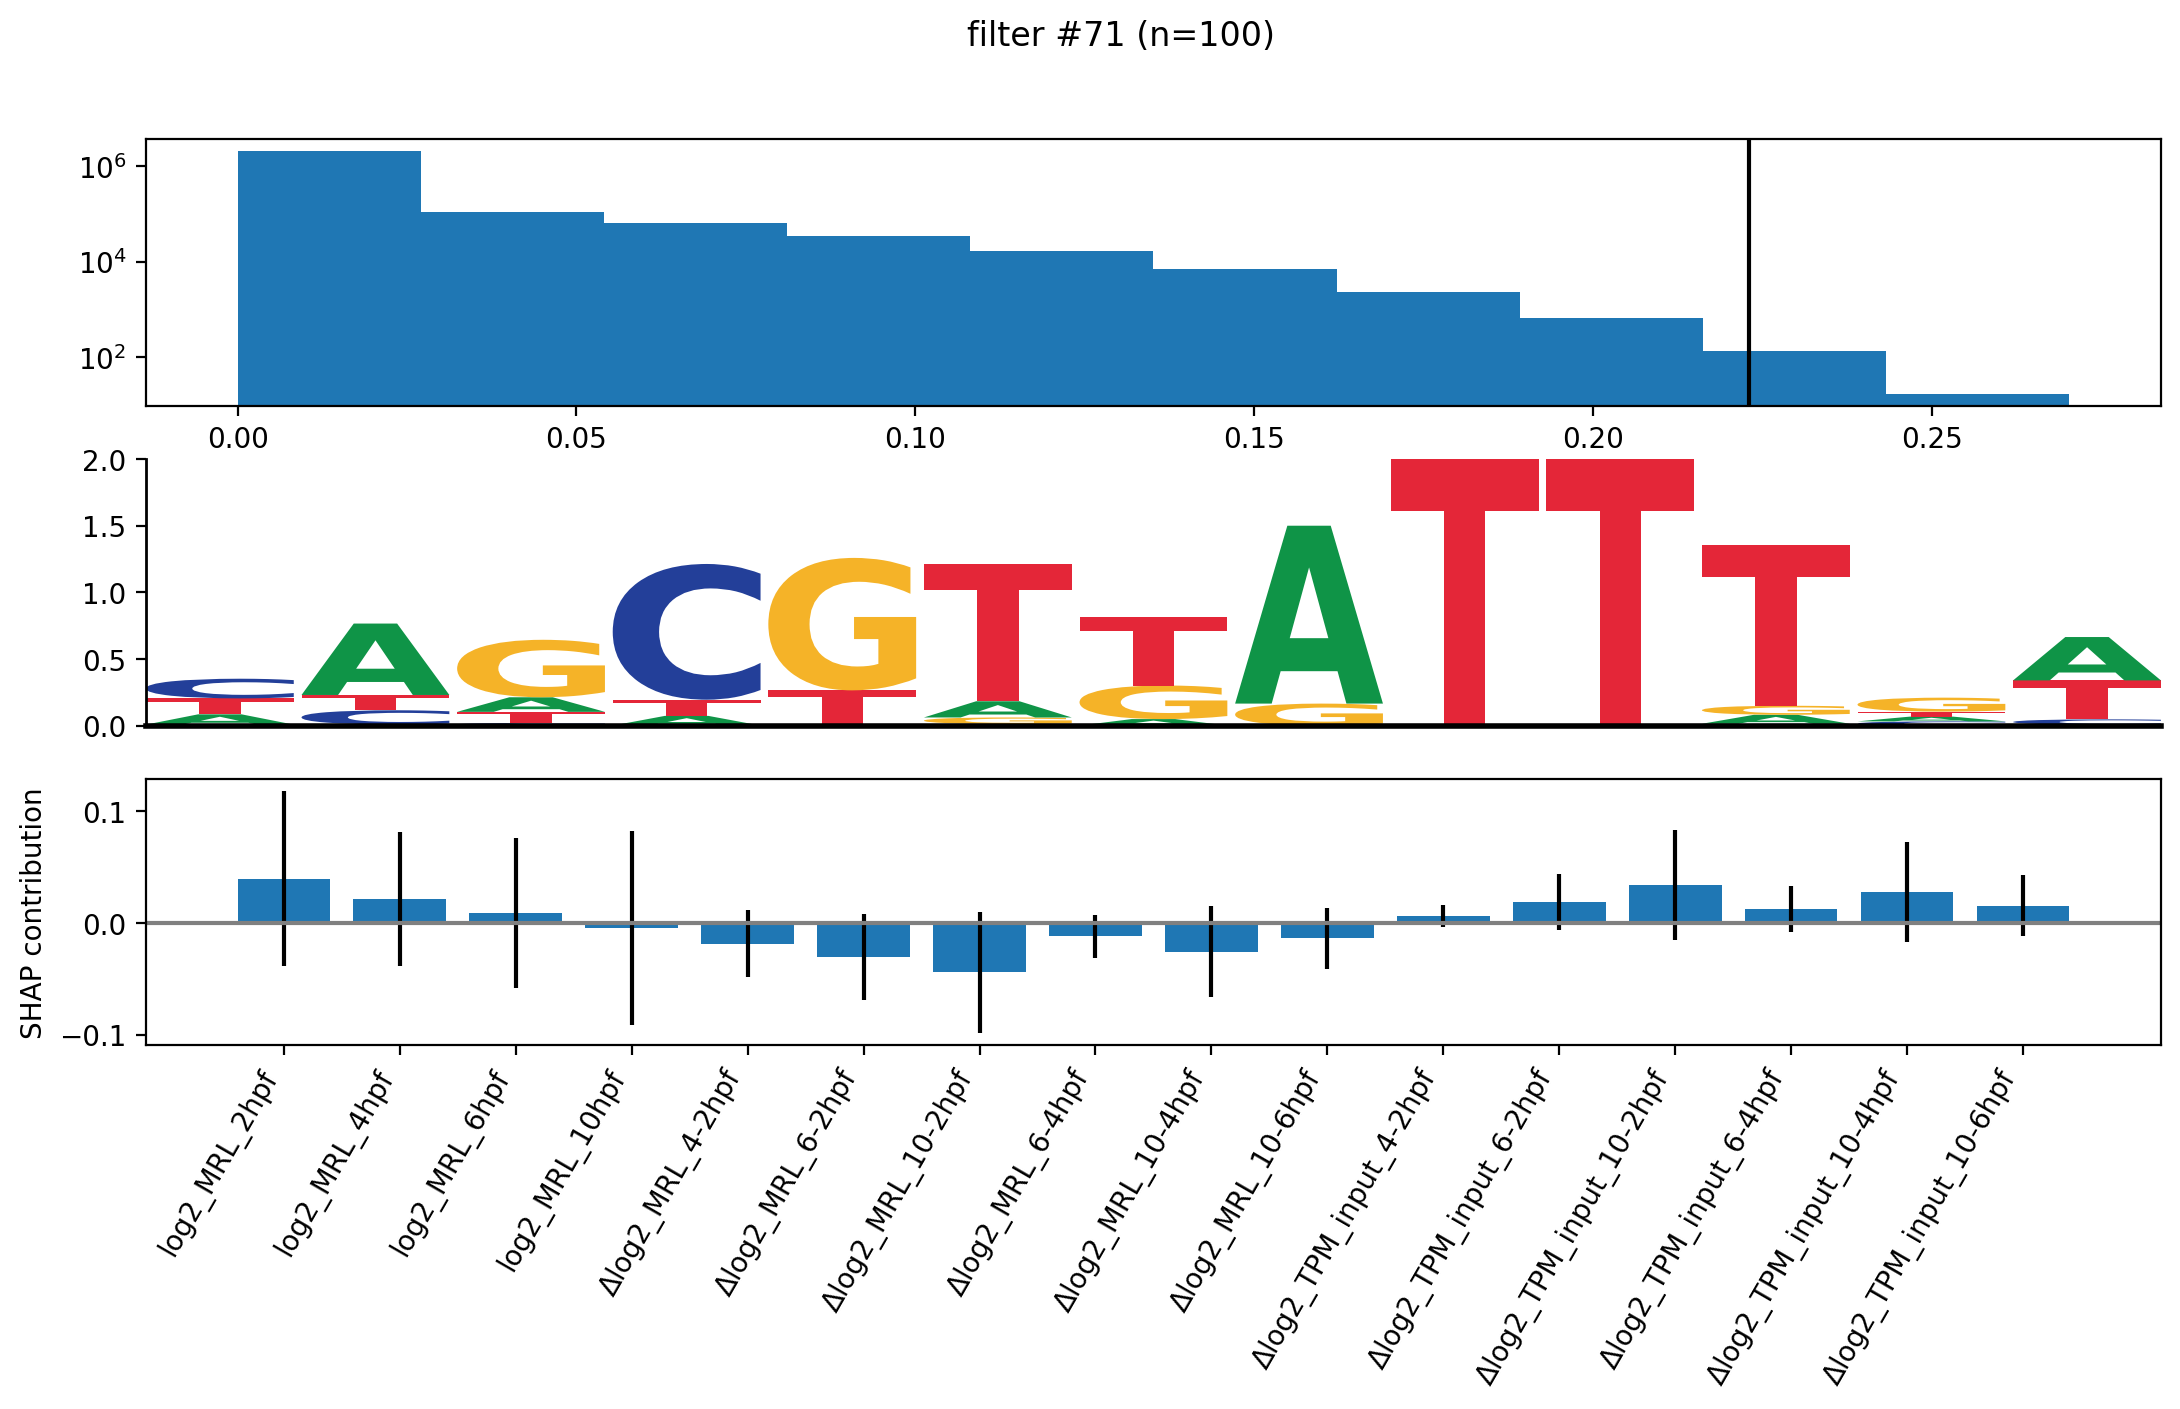 filter #71 (n=100)
10^6
10^4
10^2
0.00 0.05 0.10 0.15 0.20 0.25
2.0
1.5
1.0
0.5
0.0
C T A
A T C
G A T
C T A
G T
T A G
T G A
A G
T
T
T G A
G T A C
A T C
SHAP contribution
0.1
0.0
−0.1
log2_MRL_2hpf
log2_MRL_4hpf
log2_MRL_6hpf
log2_MRL_10hpf
Δlog2_MRL_4-2hpf
Δlog2_MRL_6-2hpf
Δlog2_MRL_10-2hpf
Δlog2_MRL_6-4hpf
Δlog2_MRL_10-4hpf
Δlog2_MRL_10-6hpf
Δlog2_TPM_input_4-2hpf
Δlog2_TPM_input_6-2hpf
Δlog2_TPM_input_10-2hpf
Δlog2_TPM_input_6-4hpf
Δlog2_TPM_input_10-4hpf
Δlog2_TPM_input_10-6hpf